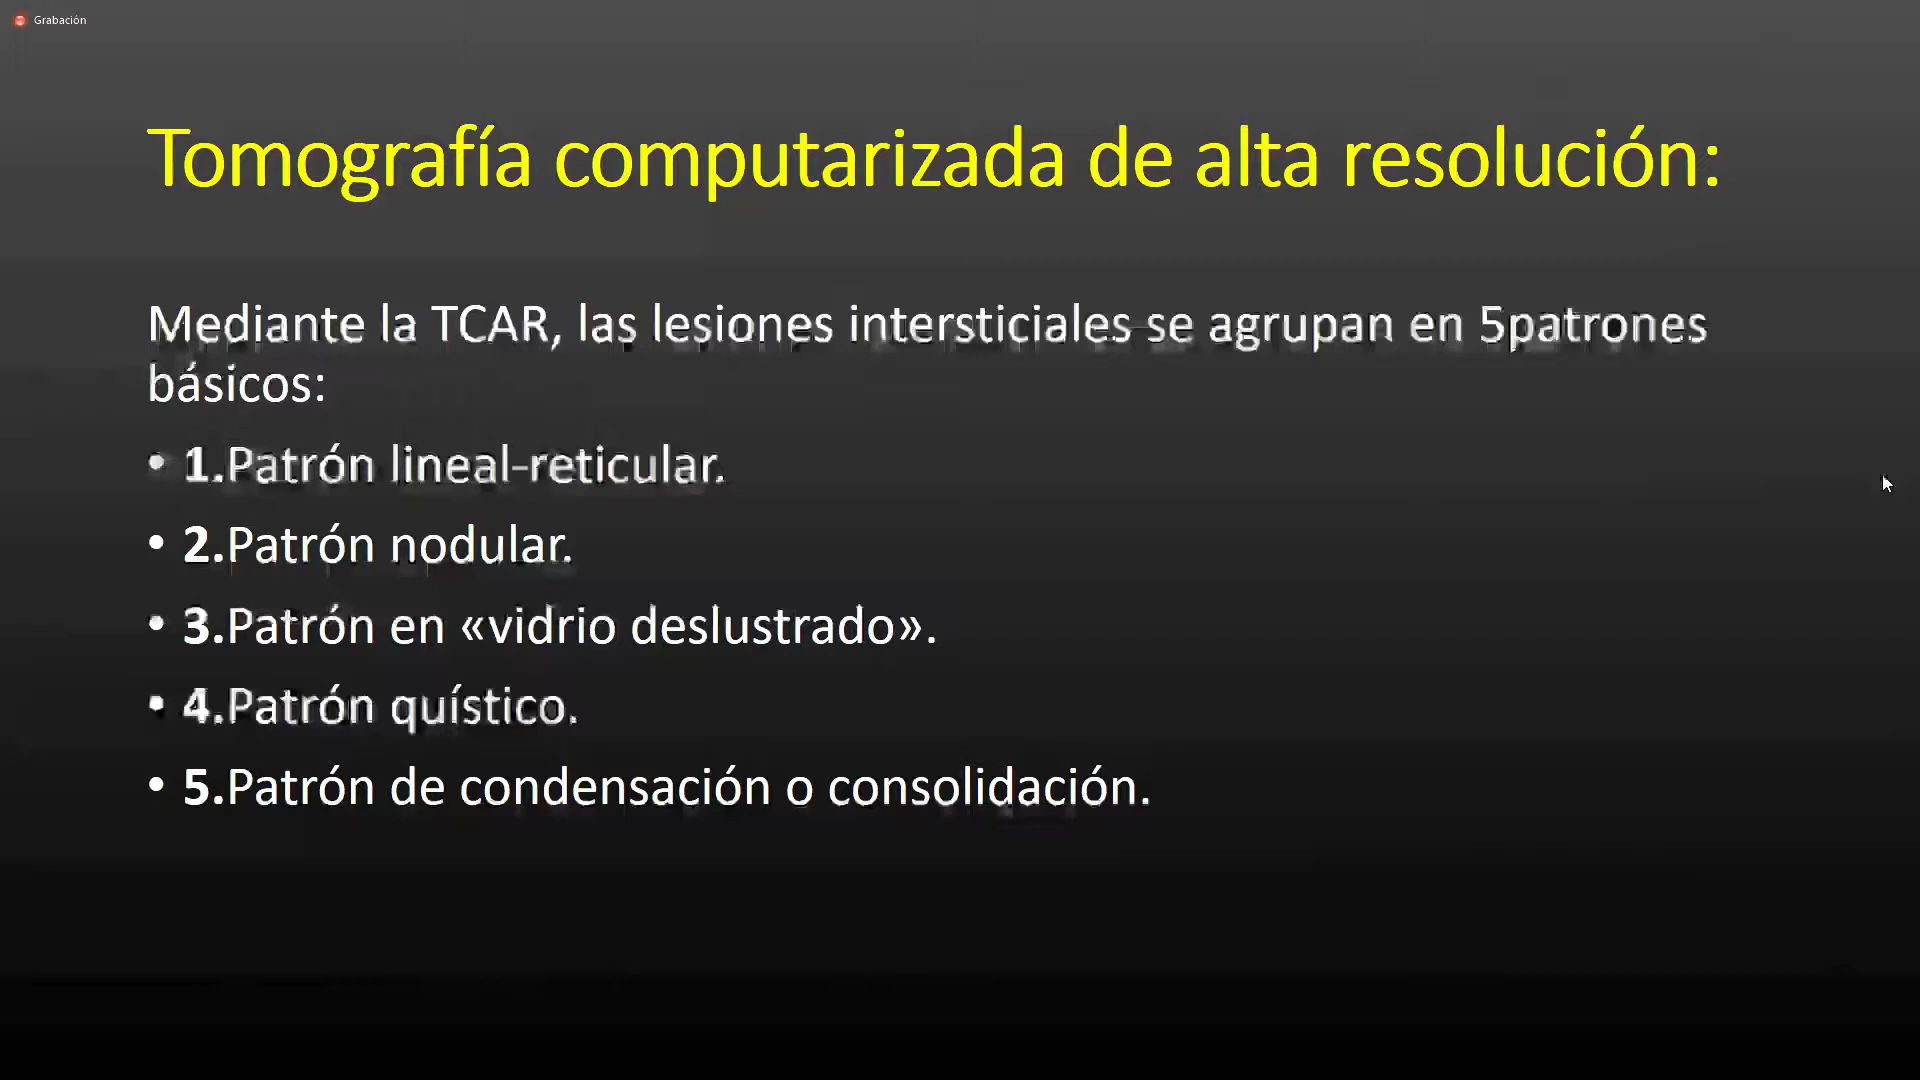 Grabación
Tomografía computarizada de alta resolución:
Mediante la TCAR, las lesiones intersticiales se agrupan en 5patrones
básicos:
• 1.Patrón lineal-reticular.
• 2.Patrón nodular.
• 3.Patrón en «vidrio deslustrado».
• 4.Patrón quístico.
• 5.Patrón de condensación o consolidación.